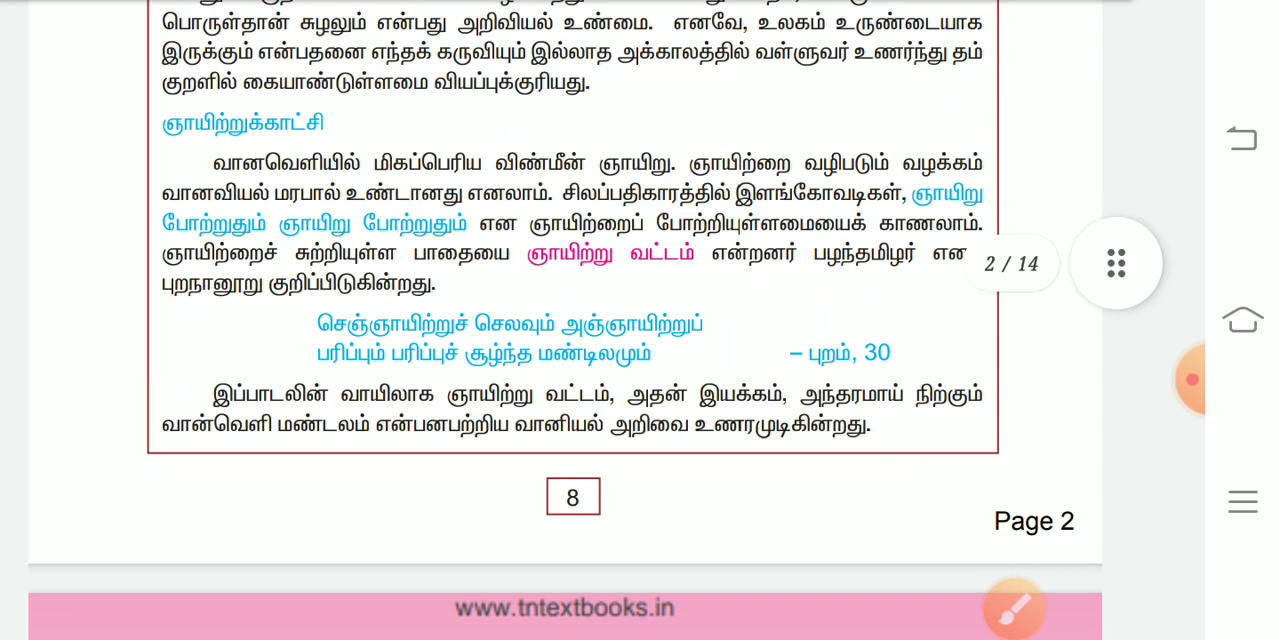 பொருள்தான் சுழலும் என்பது அறிவியல் உண்மை. எனவே, உலகம் உருண்டையாக
இருக்கும் என்பதனை எந்தக் கருவியும் இல்லாத அக்காலத்தில் வள்ளுவர் உணர்ந்து தம்
குறளில் கையாண்டுள்ளமை வியப்புக்குரியது.
ஞாயிற்றுக்காட்சி
வானவெளியில் மிகப்பெரிய விண்மீன் ஞாயிறு. ஞாயிற்றை வழிபடும் வழக்கம்
வானவியல் மரபால் உண்டானது எனலாம். சிலப்பதிகாரத்தில் இளங்கோவடிகள், ஞாயிறு
போற்றுதும் ஞாயிறு போற்றுதும் என ஞாயிற்றைப் போற்றியுள்ளமையைக் காணலாம்.
ஞாயிற்றைச் சுற்றியுள்ள பாதையை ஞாயிற்று வட்டம் என்றனர் பழந்தமிழர் என
2 / 14
புறநானூறு குறிப்பிடுகின்றது.
செஞ்ஞாயிற்றுச் செலவும் அஞ்ஞாயிற்றுப்
பரிப்பும் பரிப்புச் சூழ்ந்த மண்டிலமும் – புறம், 30
இப்பாடலின் வாயிலாக ஞாயிற்று வட்டம், அதன் இயக்கம், அந்தரமாய் நிற்கும்
வான்வெளி மண்டலம் என்பனபற்றிய வானியல் அறிவை உணரமுடிகின்றது.
8
Page 2
www.tntextbooks.in